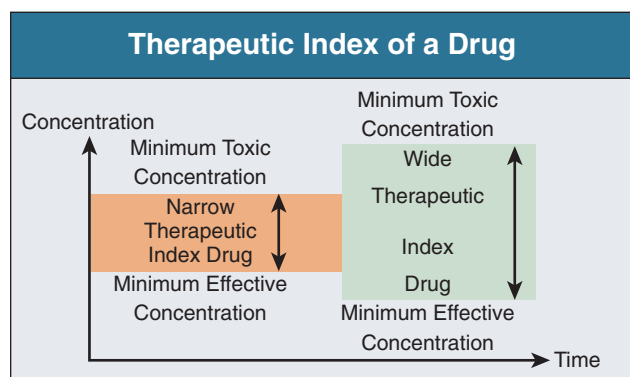 Therapeutic Index of a Drug
Concentration
Minimum Toxic
Concentration
Narrow
Therapeutic
Index Drug
Minimum Effective
Concentration
Minimum Toxic
Concentration
Wide
Therapeutic
Index
Drug
Minimum Effective
Concentration
Time